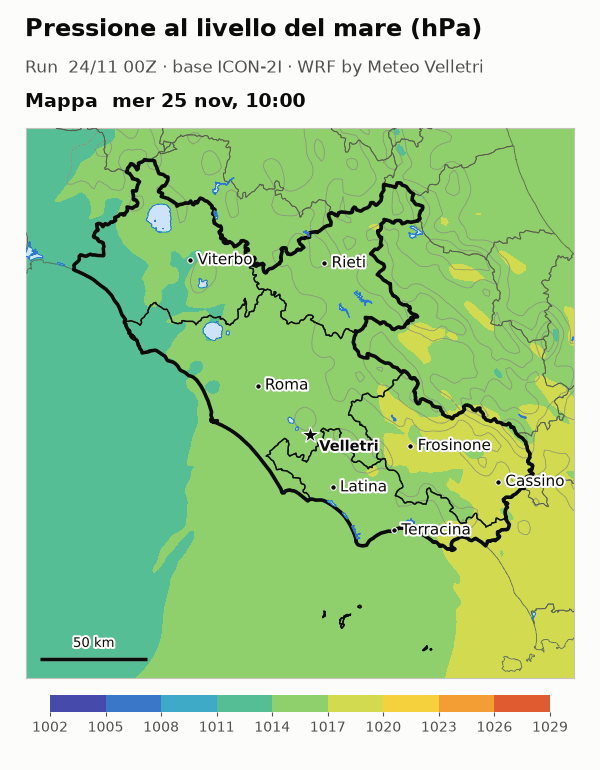 Pressione al livello del mare (hPa)
Run  24/11 00Z · base ICON-2I · WRF by Meteo Velletri
Mappa  mer 25 nov, 10:00
Viterbo
Rieti
Roma
Velletri
Frosinone
Cassino
Latina
Terracina
50 km
1002 1005 1008 1011 1014 1017 1020 1023 1026 1029